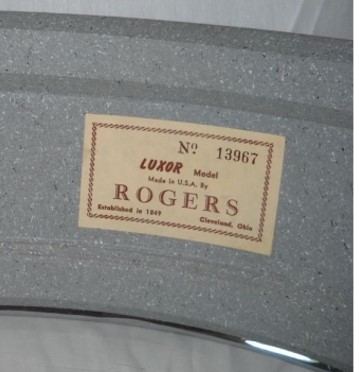 Nº 13967
LUXOR Model
Made in U.S.A. By
ROGERS
Established in 1849 Cleveland, Ohio